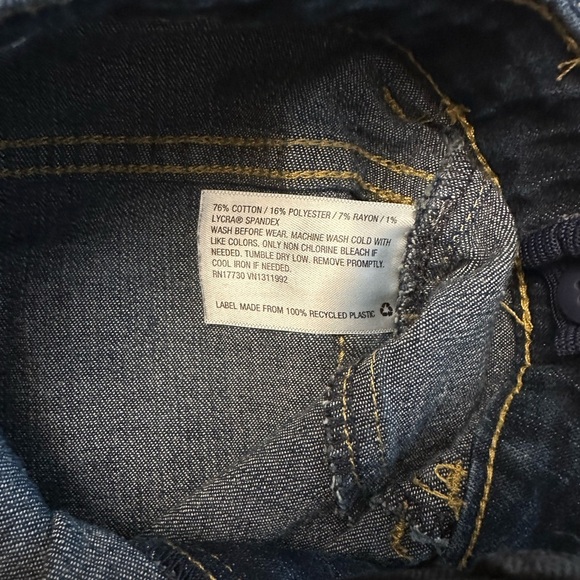 76% COTTON / 16% POLYESTER / 7% RAYON / 1%
LYCRA® SPANDEX
WASH BEFORE WEAR. MACHINE WASH COLD WITH
LIKE COLORS. ONLY NON CHLORINE BLEACH IF
NEEDED. TUMBLE DRY LOW. REMOVE PROMPTLY.
COOL IRON IF NEEDED.
RN17730 VN1311992
LABEL MADE FROM 100% RECYCLED PLASTIC